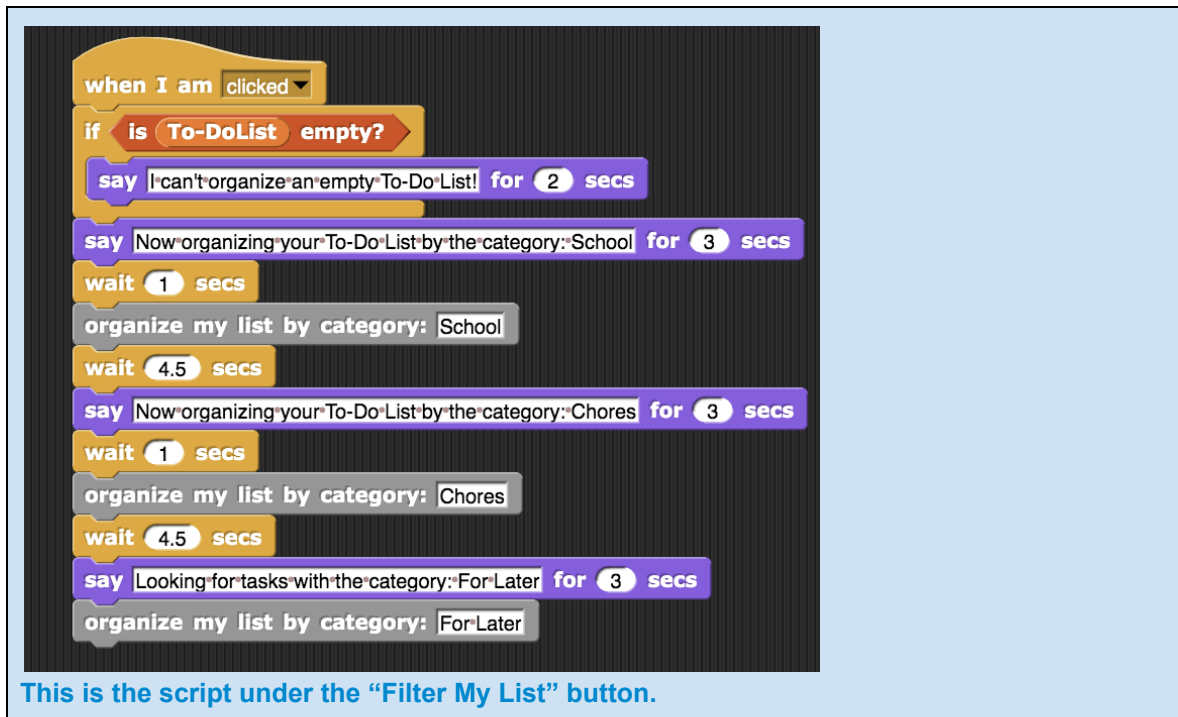 when I am clicked
if is To-DoList empty?
say I can't organize an empty To-Do List! for 2 secs
say Now organizing your To-Do List by the category: School for 3 secs
wait 1 secs
organize my list by category: School
wait 4.5 secs
say Now organizing your To-Do List by the category: Chores for 3 secs
wait 1 secs
organize my list by category: Chores
wait 4.5 secs
say Looking for tasks with the category: For Later for 3 secs
organize my list by category: For Later
This is the script under the “Filter My List” button.